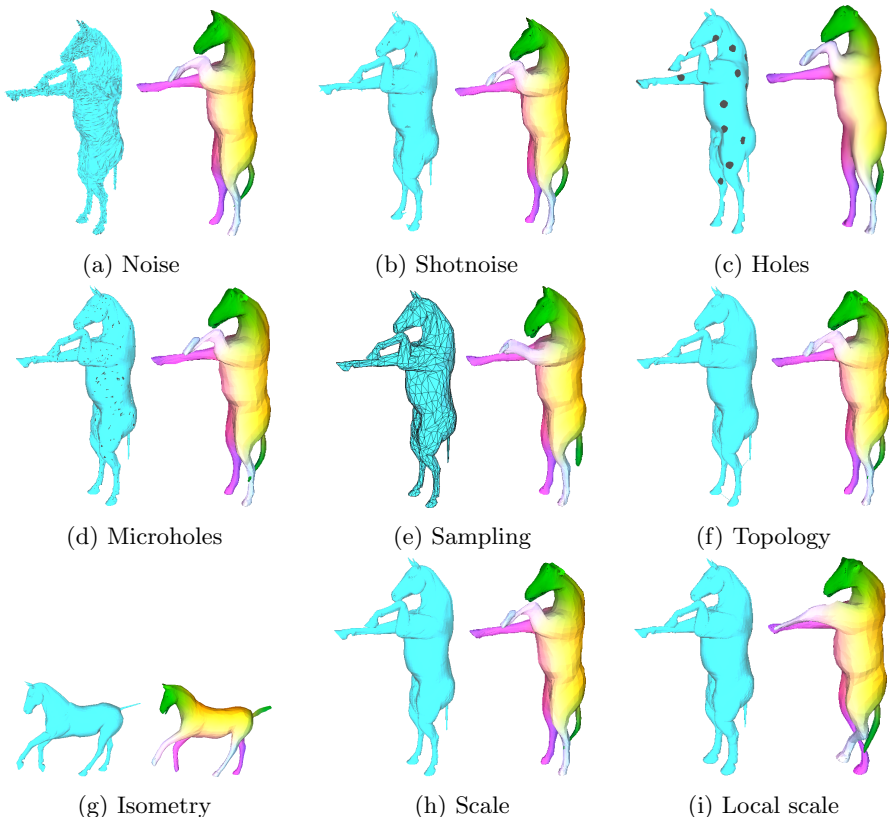 (a) Noise
(b) Shotnoise
(c) Holes
(d) Microholes
(e) Sampling
(f) Topology
(g) Isometry
(h) Scale
(i) Local scale